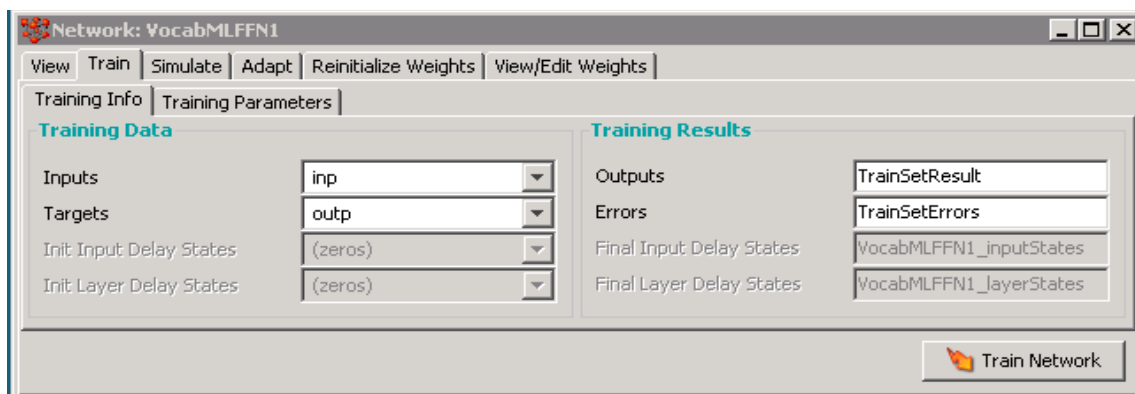 Network: VocabMLFFN1
View Train Simulate Adapt Reinitialize Weights View/Edit Weights
Training Info Training Parameters
Training Data
Inputs inp
Targets outp
Init Input Delay States (zeros)
Init Layer Delay States (zeros)
Training Results
Outputs TrainSetResult
Errors TrainSetErrors
Final Input Delay States VocabMLFFN1_inputStates
Final Layer Delay States VocabMLFFN1_layerStates
Train Network